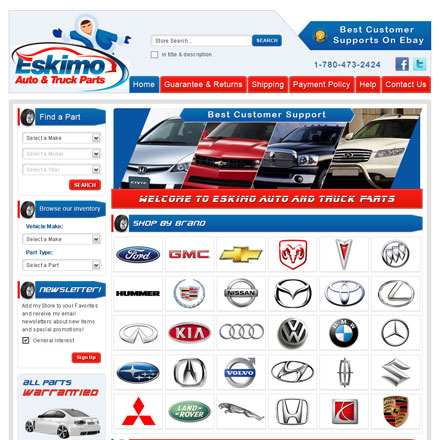 Eskimo
Auto & Truck Parts
Store Search...
SEARCH
in title & description
Best Customer
Supports On Ebay
1-780-473-2424
Home
Guarantee & Returns
Shipping
Payment Policy
Help
Contact Us
Find a Part
Select a Make
Select a Model
Select a Year
SEARCH
Browse our inventory
Vehicle Make:
Select a Make
Part Type:
Select a Part
Newsletter!
Add my Store to your Favorites
and receive my email
newsletters about new items
and special promotions!
General Interest
Sign Up
ALL PARTS
WARRANTIED
Best Customer Support
WELCOME TO ESKIMO AUTO AND TRUCK PARTS
SHOP BY BRAND
Ford
GMC
HUMMER
NISSAN
KIA
VOLVO
LAND
ROVER